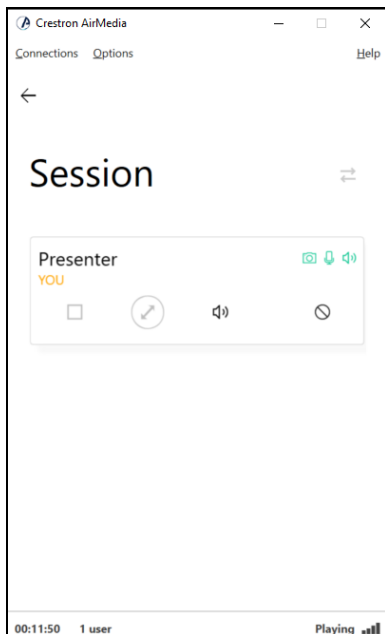 Crestron AirMedia
Connections Options Help
Session
Presenter
YOU
00:11:50 1 user Playing